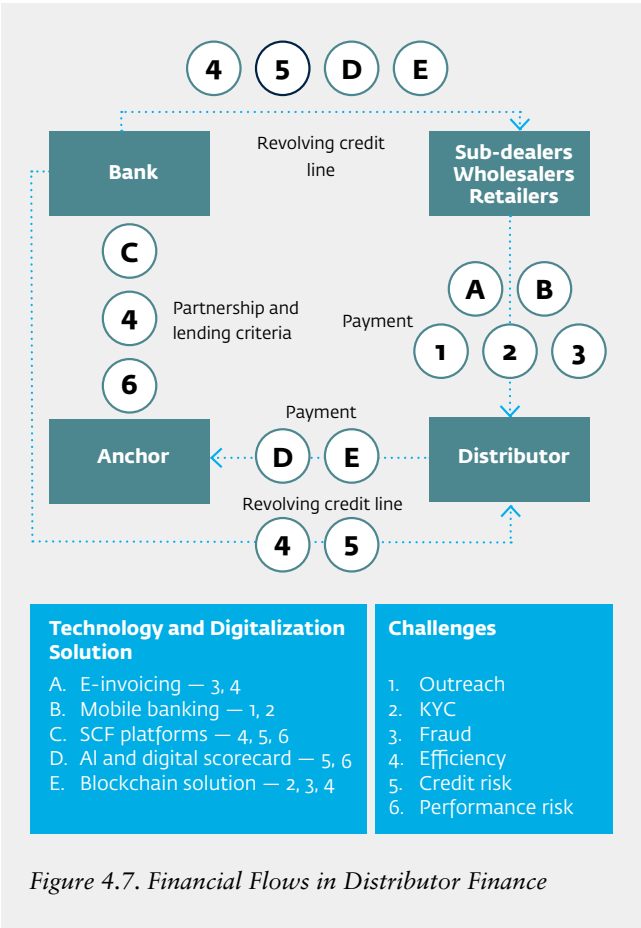 4 5 D E
Revolving credit
line
Bank
Sub-dealers
Wholesalers
Retailers
C
4
6
Partnership and
lending criteria
A B
Payment
1 2 3
Payment
Anchor
D E
Distributor
Revolving credit line
4 5
Technology and Digitalization
Solution
A. E-invoicing — 3, 4
B. Mobile banking — 1, 2
C. SCF platforms — 4, 5, 6
D. AI and digital scorecard — 5, 6
E. Blockchain solution — 2, 3, 4
Challenges
1. Outreach
2. KYC
3. Fraud
4. Efficiency
5. Credit risk
6. Performance risk
Figure 4.7. Financial Flows in Distributor Finance